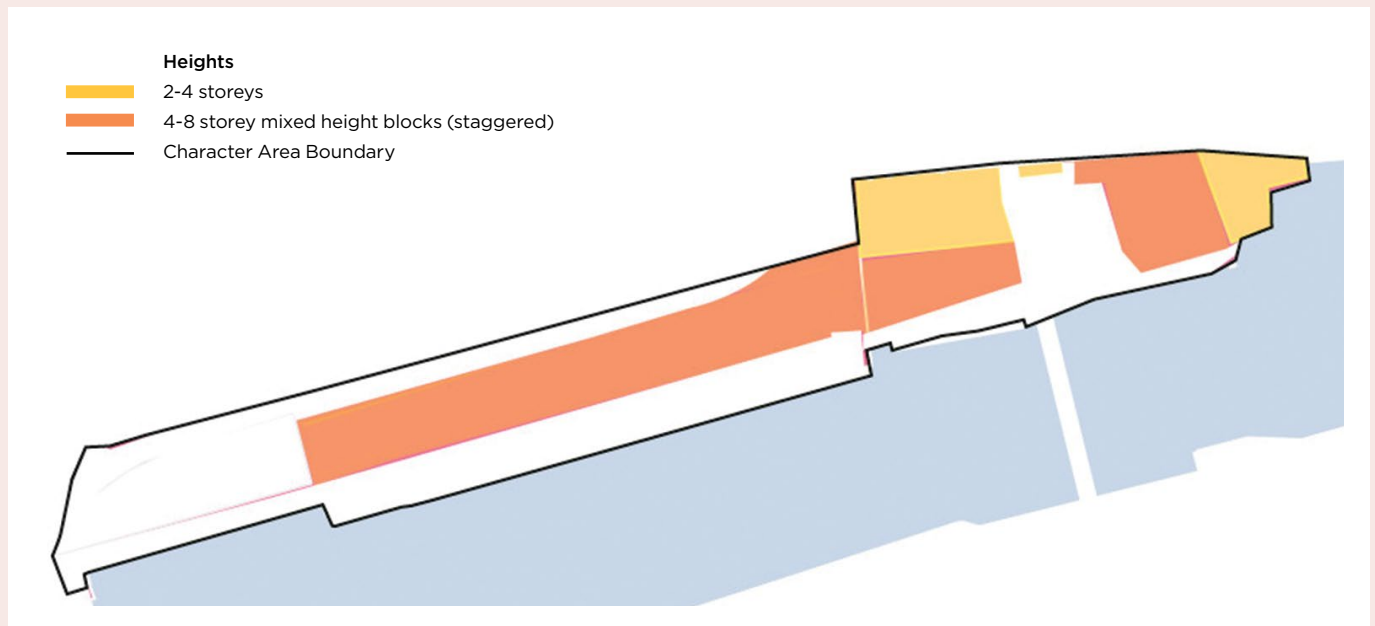 Heights
2-4 storeys
4-8 storey mixed height blocks (staggered)
Character Area Boundary